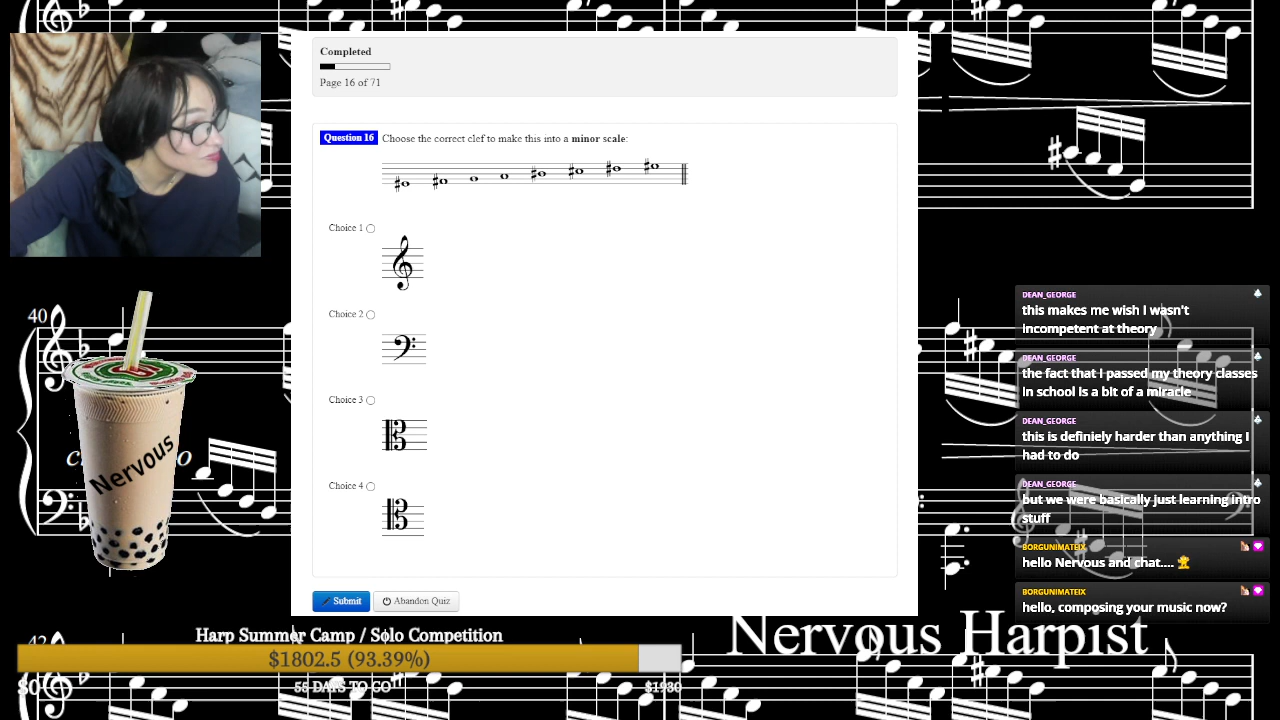 Completed
Page 16 of 71
Question 16 Choose the correct clef to make this into a minor scale:
Choice 1
Choice 2
Choice 3
Choice 4
Submit Abandon Quiz
40
Nervous
DEAN_GEORGE
this makes me wish I wasn't
incompetent at theory
DEAN_GEORGE
the fact that I passed my theory classes
in school is a bit of a miracle
DEAN_GEORGE
this is definiely harder than anything I
had to do
DEAN_GEORGE
but we were basically just learning intro
stuff
BORGUNIMATEIX
hello Nervous and chat....
BORGUNIMATEIX
hello, composing your music now?
Nervous Harpist
42
Harp Summer Camp / Solo Competition
$1802.5 (93.39%)
$0
55 DAYS TO GO
$1930